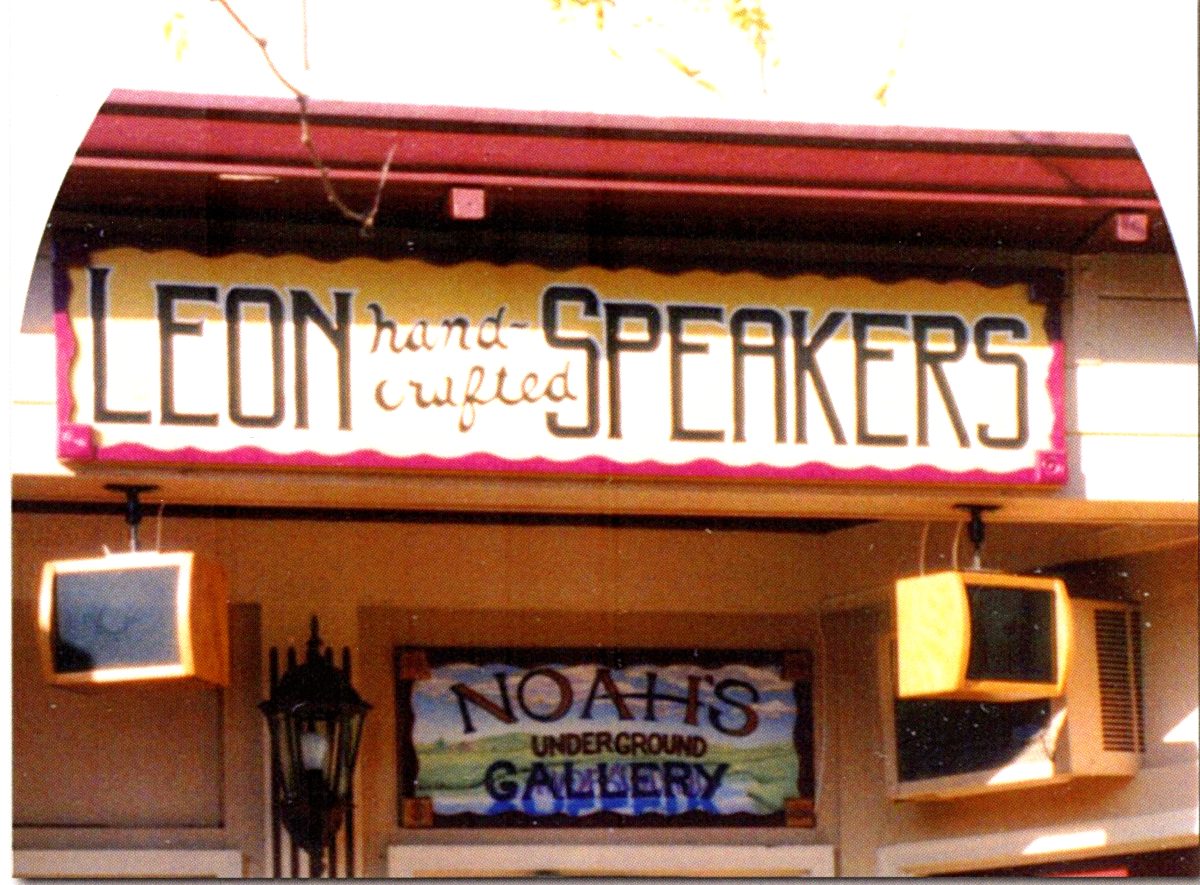 LEON hand-crafted SPEAKERS
NOAH'S
UNDERGROUND
GALLERY